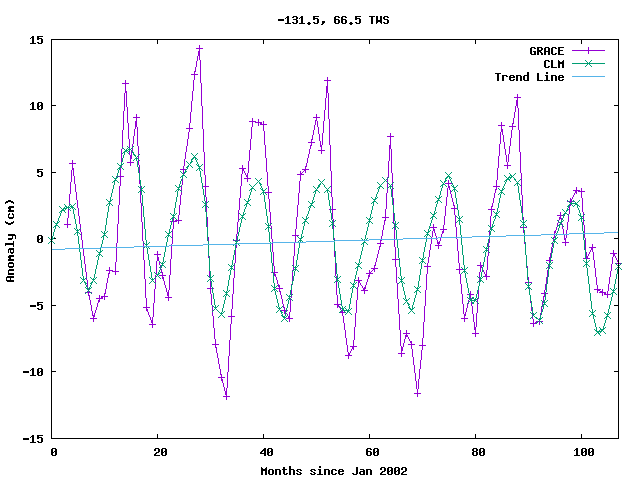 -131.5, 66.5 TWS
GRACE
CLM
Trend Line
15
10
5
0
-5
-10
-15
Anomaly (cm)
0 20 40 60 80 100
Months since Jan 2002